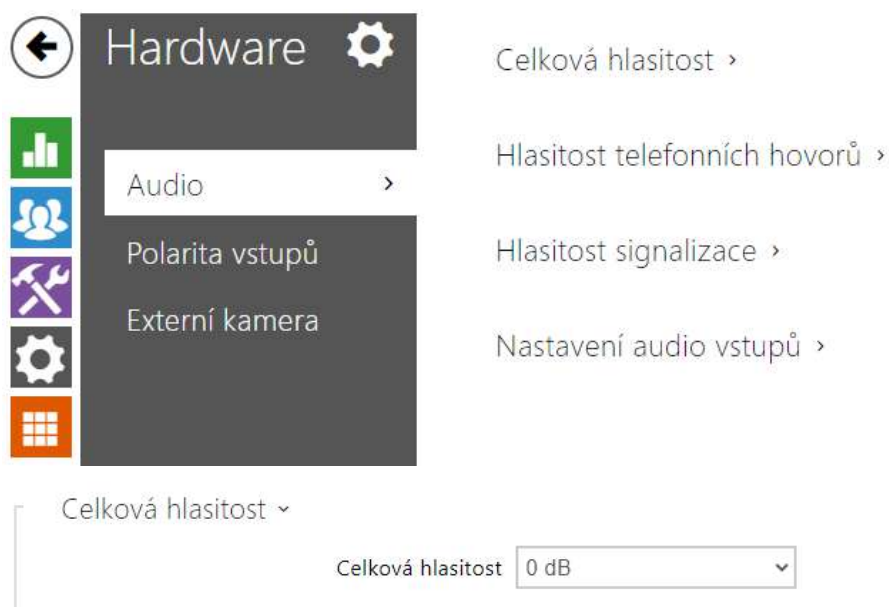 Hardware
Audio
Polarita vstupů
Externí kamera
Celková hlasitost
Hlasitost telefonních hovorů
Hlasitost signalizace
Nastavení audio vstupů
Celková hlasitost
Celková hlasitost 0 dB